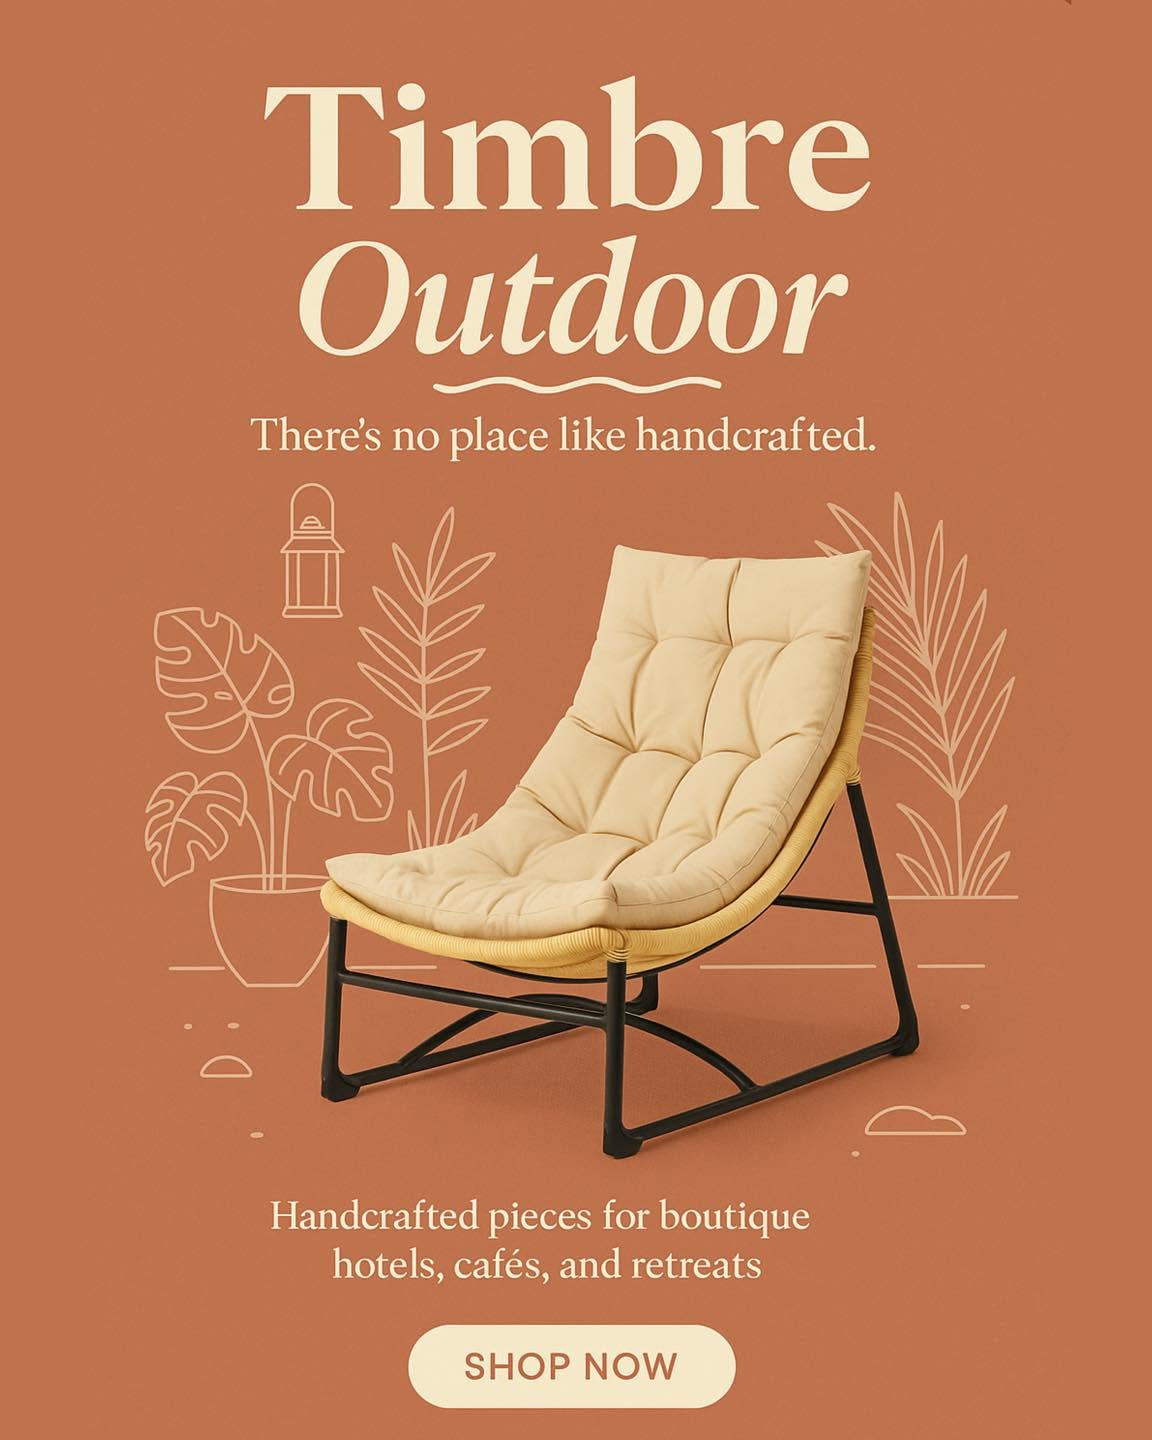 Timbre
Outdoor
There's no place like handcrafted.
Handcrafted pieces for boutique
hotels, cafés, and retreats
SHOP NOW